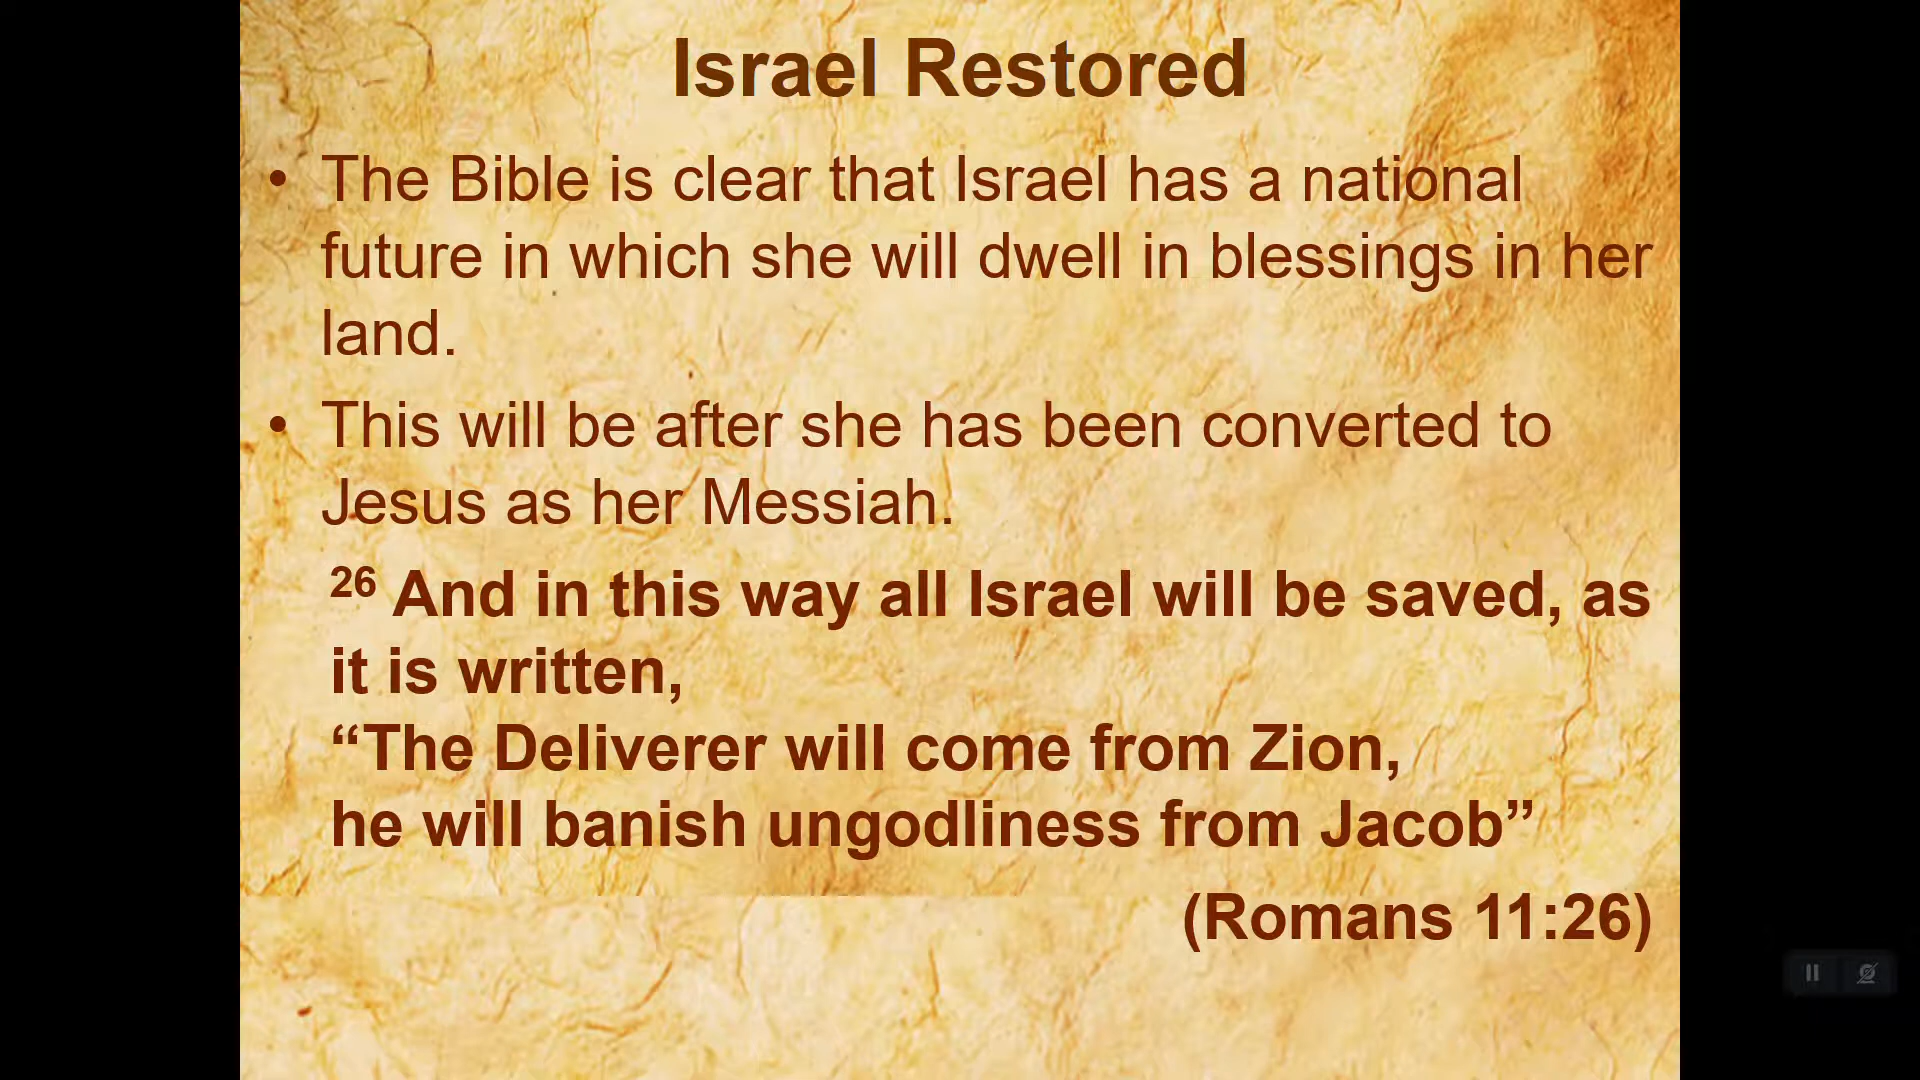 Israel Restored
• The Bible is clear that Israel has a national
future in which she will dwell in blessings in her
land.
• This will be after she has been converted to
Jesus as her Messiah.
26 And in this way all Israel will be saved, as
it is written,
“The Deliverer will come from Zion,
he will banish ungodliness from Jacob”
(Romans 11:26)